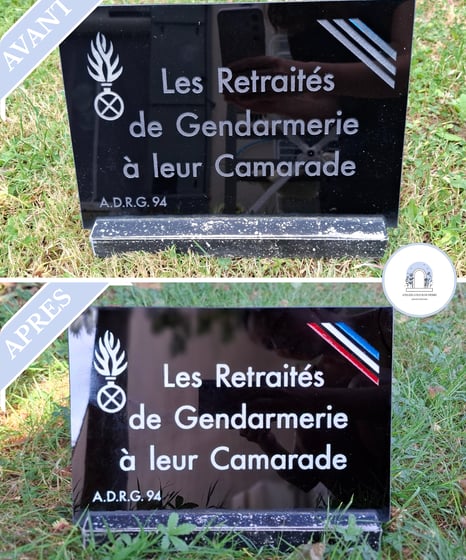 AVANT
Les Retraités
de Gendarmerie
à leur Camarade
A.D.R.G. 94
APRES
Les Retraités
de Gendarmerie
à leur Camarade
A.D.R.G. 94